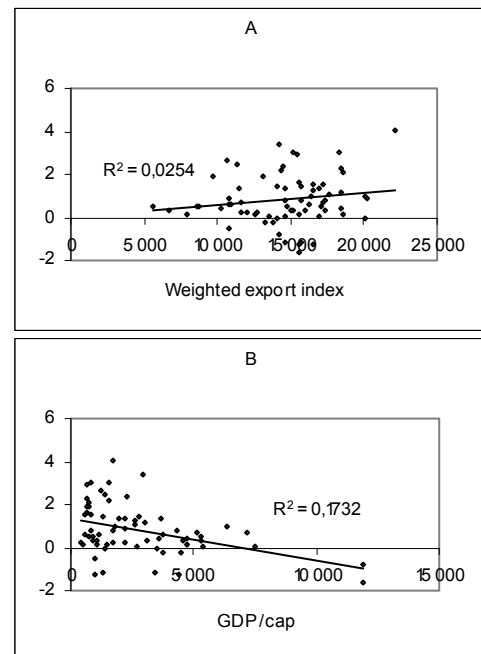 A
6
4
R² = 0,0254
2
0
0 5 000 10 000 15 000 20 000 25 000
-2
Weighted export index
B
6
4
R² = 0,1732
2
0
0 5 000 10 000 15 000
-2
GDP/cap